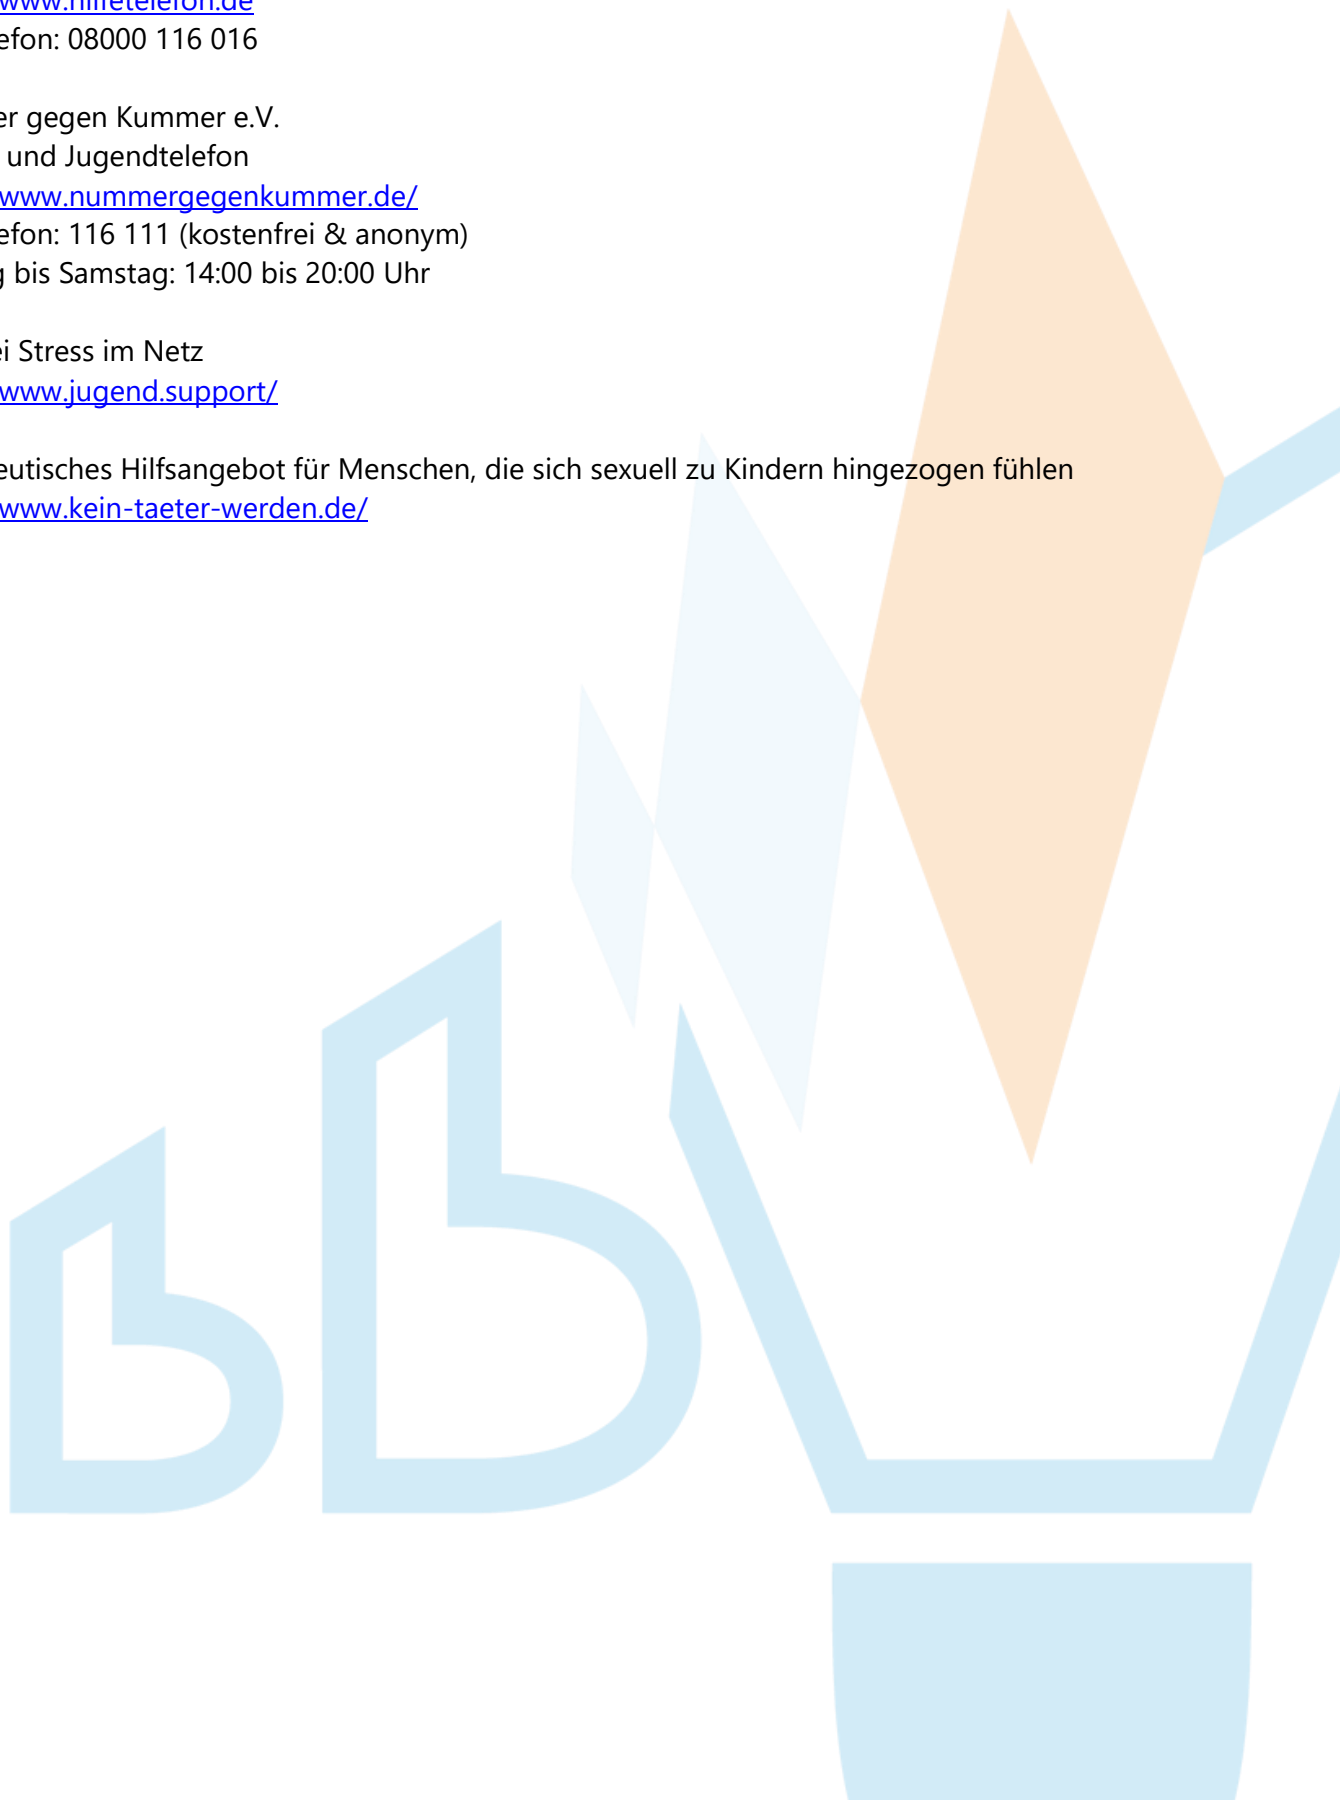 www.hilfetelefon.de
efon: 08000 116 016
er gegen Kummer e.V.
und Jugendtelefon
www.nummergegenkummer.de/
efon: 116 111 (kostenfrei & anonym)
g bis Samstag: 14:00 bis 20:00 Uhr
ei Stress im Netz
www.jugend.support/
eutisches Hilfsangebot für Menschen, die sich sexuell zu Kindern hingezogen fühlen
www.kein-taeter-werden.de/